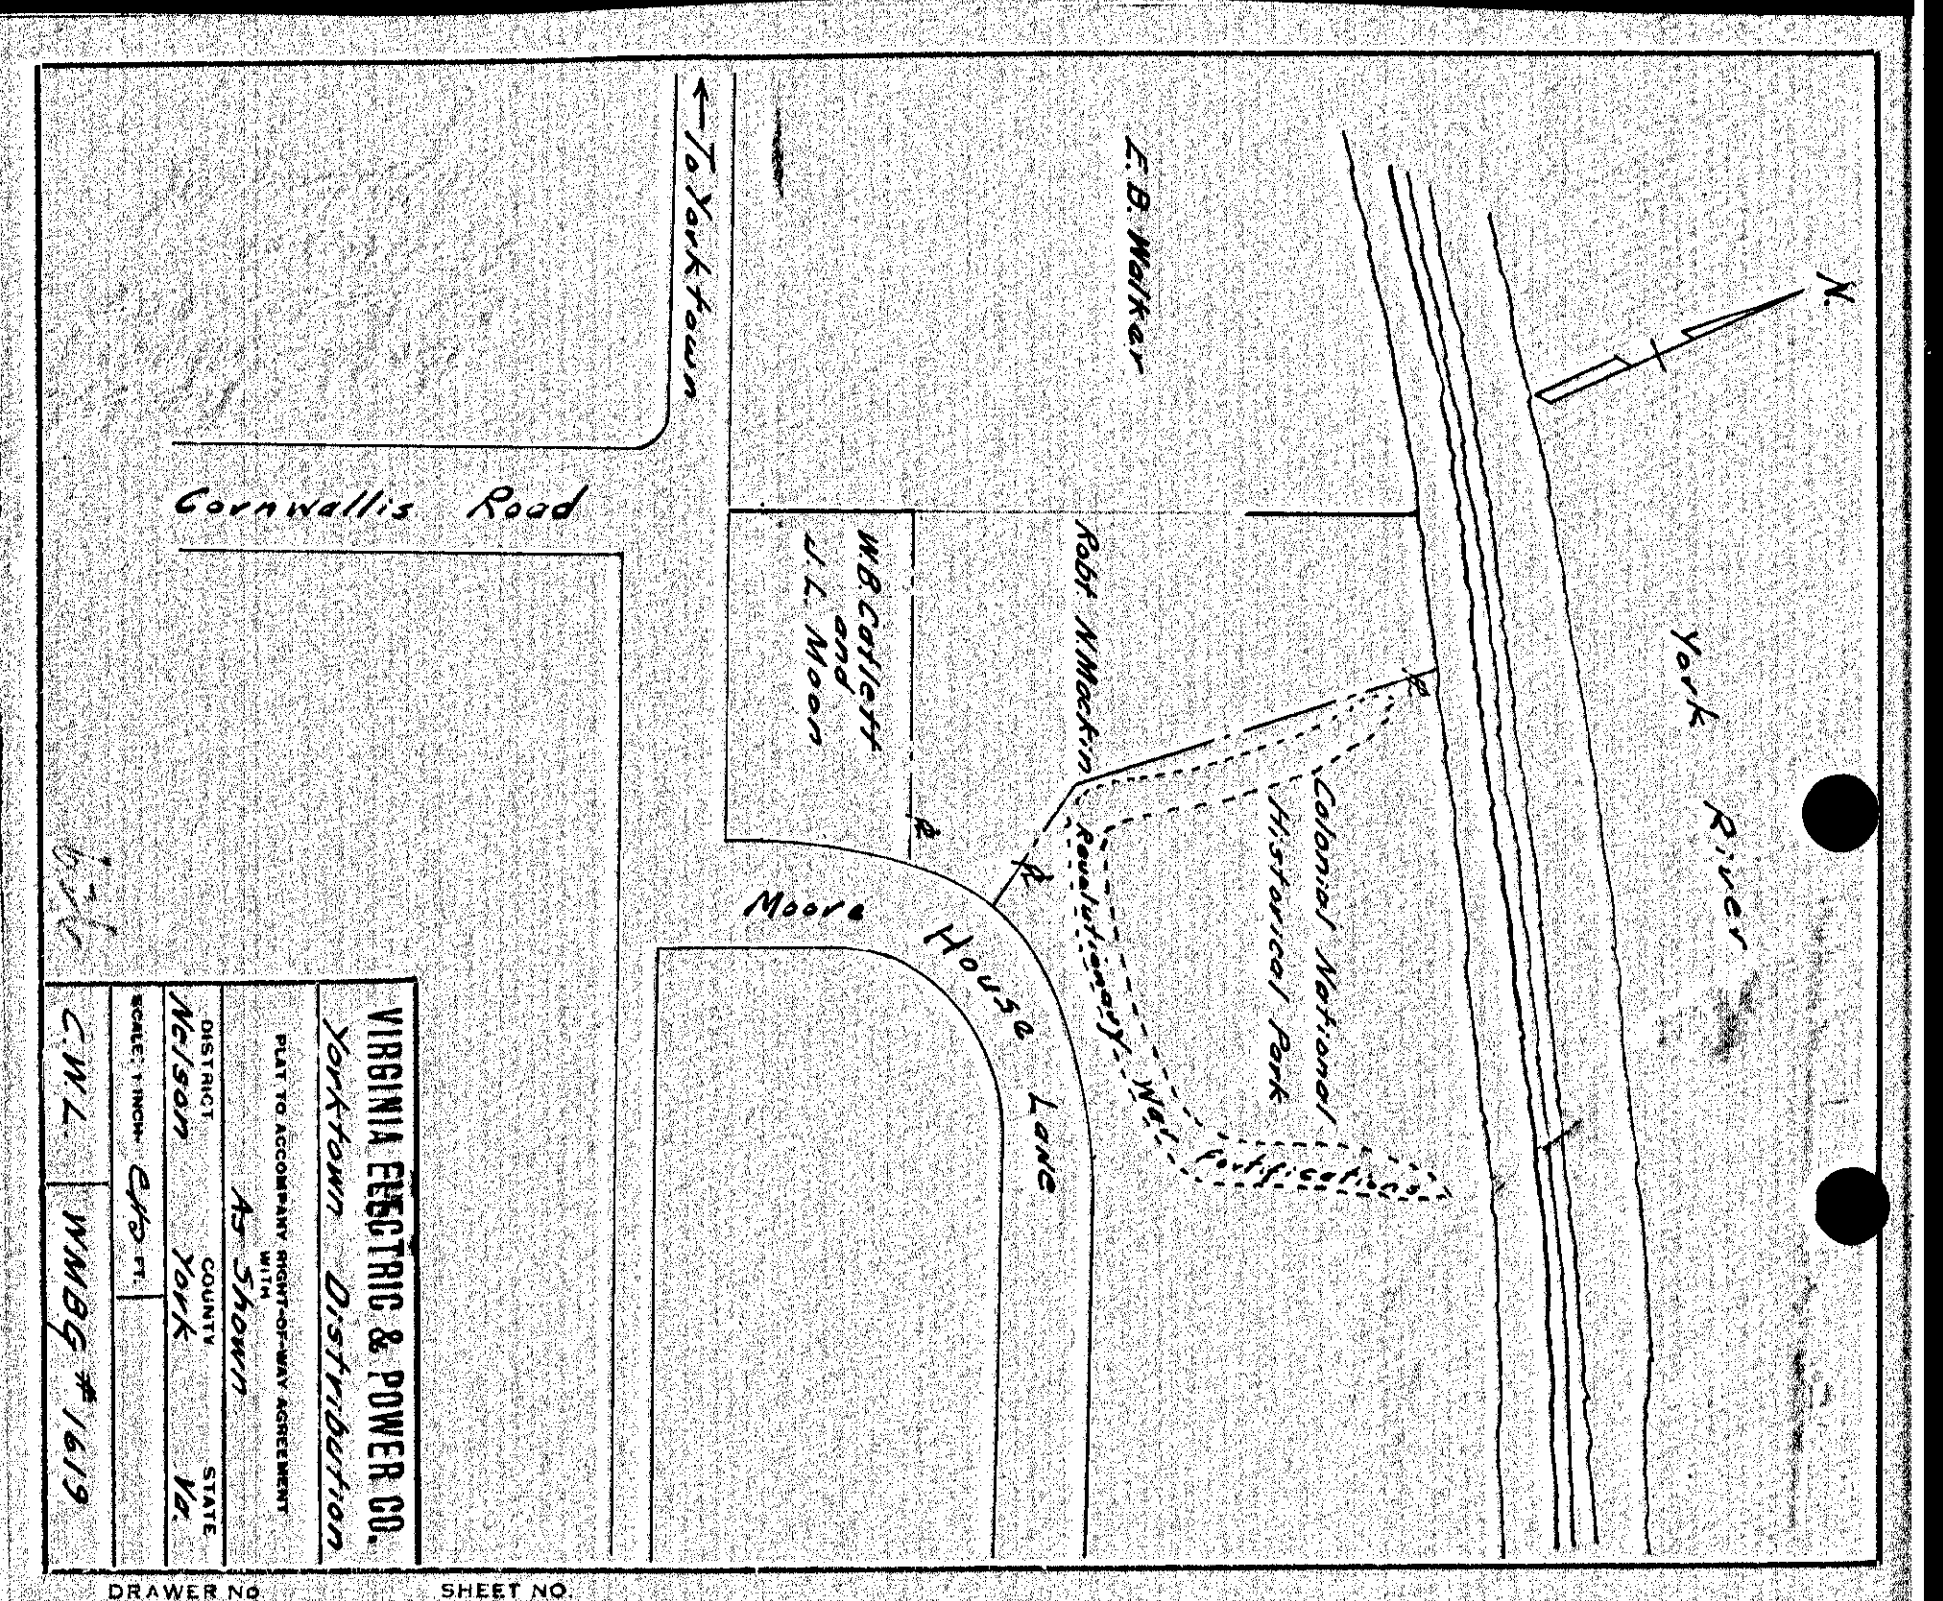 N.
York River
E.B. Walker
← To Yorktown
Cornwallis Road
W B Catlett
and
J. L. Moon
Robt N. Mackin
Colonial National
Historical Park
Revolutionary War fortifications
Moore House Lane
VIRGINIA ELECTRIC & POWER CO.
Yorktown Distribution
PLAT TO ACCOMPANY RIGHT-OF-WAY AGREEMENT
WITH
As Shown
DISTRICT COUNTY STATE
Nelson York Va.
SCALE: 1 INCH FT.
C.W.L. WMBG #1619
DRAWER NO SHEET NO.